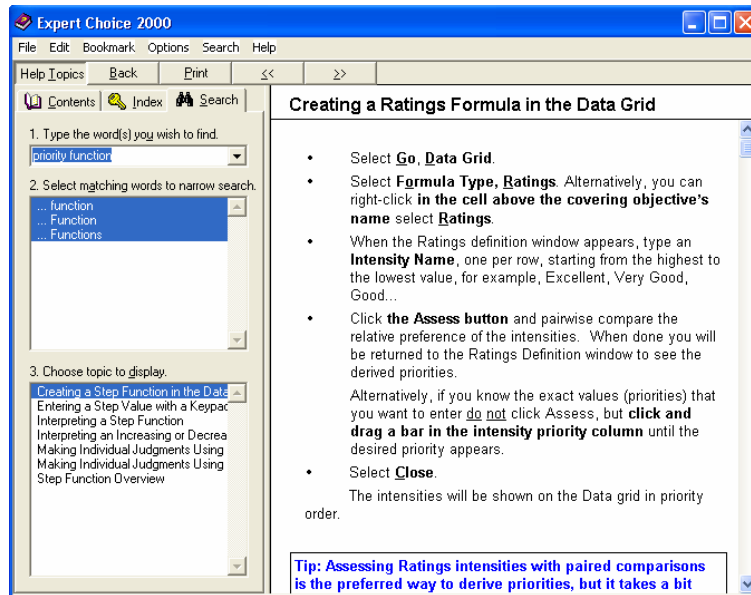 Expert Choice 2000
File Edit Bookmark Options Search Help
Help Topics Back Print << >>
Contents Index Search
1. Type the word(s) you wish to find.
priority function
2. Select matching words to narrow search.
... function
... Function
... Functions
3. Choose topic to display.
Creating a Step Function in the Data
Entering a Step Value with a Keypad
Interpreting a Step Function
Interpreting an Increasing or Decrea
Making Individual Judgments Using
Making Individual Judgments Using
Step Function Overview
Creating a Ratings Formula in the Data Grid
• Select Go, Data Grid.
• Select Formula Type, Ratings. Alternatively, you can
right-click in the cell above the covering objective's
name select Ratings.
• When the Ratings definition window appears, type an
Intensity Name, one per row, starting from the highest to
the lowest value, for example, Excellent, Very Good,
Good...
• Click the Assess button and pairwise compare the
relative preference of the intensities. When done you will
be returned to the Ratings Definition window to see the
derived priorities.
Alternatively, if you know the exact values (priorities) that
you want to enter do not click Assess, but click and
drag a bar in the intensity priority column until the
desired priority appears.
• Select Close.
The intensities will be shown on the Data grid in priority
order.
Tip: Assessing Ratings intensities with paired comparisons
is the preferred way to derive priorities, but it takes a bit